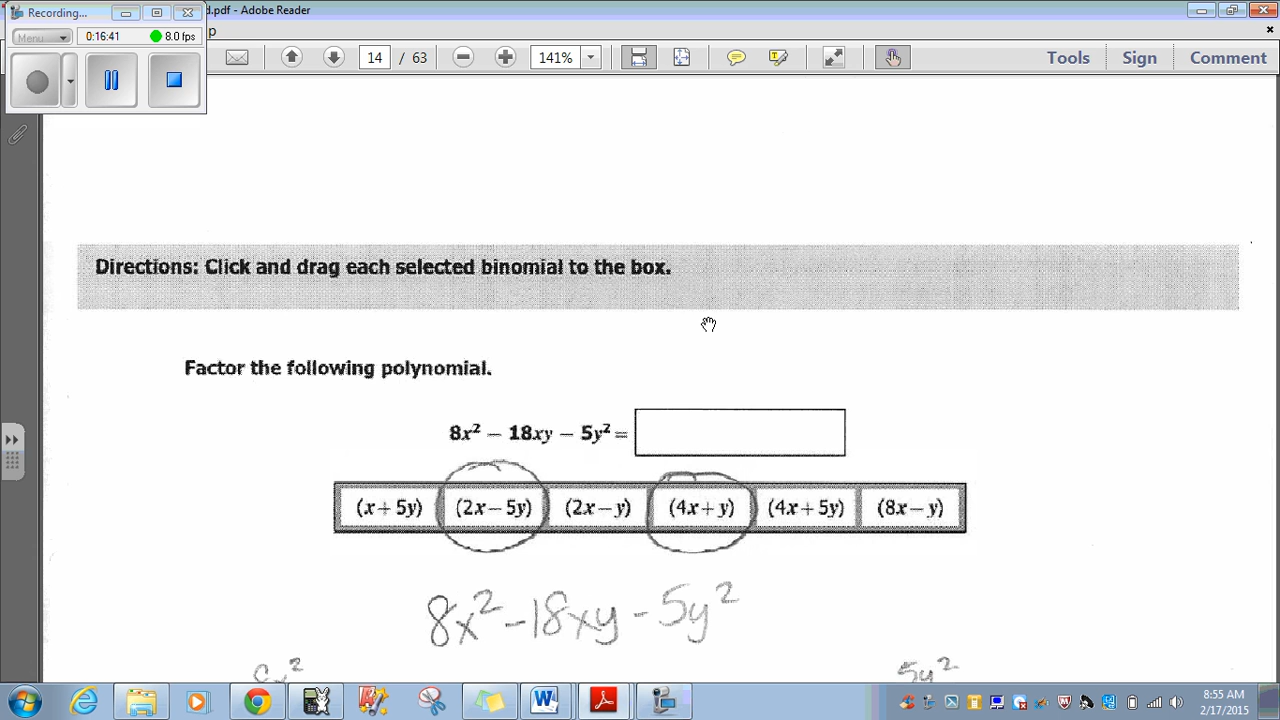 Recording...
d.pdf - Adobe Reader
Menu
0:16:41
8.0 fps
p
14 / 63
141%
Tools
Sign
Comment
Directions: Click and drag each selected binomial to the box.
Factor the following polynomial.
8x² − 18xy − 5y² =
(x + 5y) (2x − 5y) (2x − y) (4x + y) (4x + 5y) (8x − y)
8x² - 18xy - 5y²
5y²
8:55 AM
2/17/2015